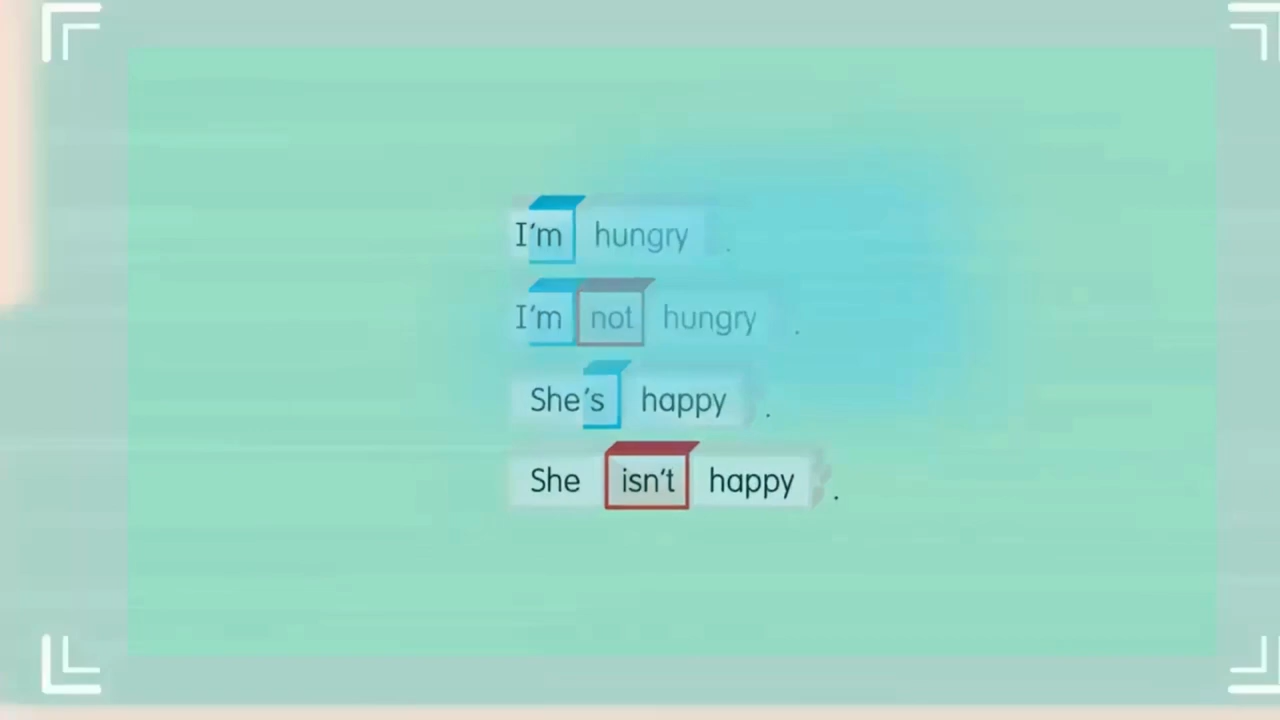 I'm hungry.
I'm not hungry.
She's happy.
She isn't happy.